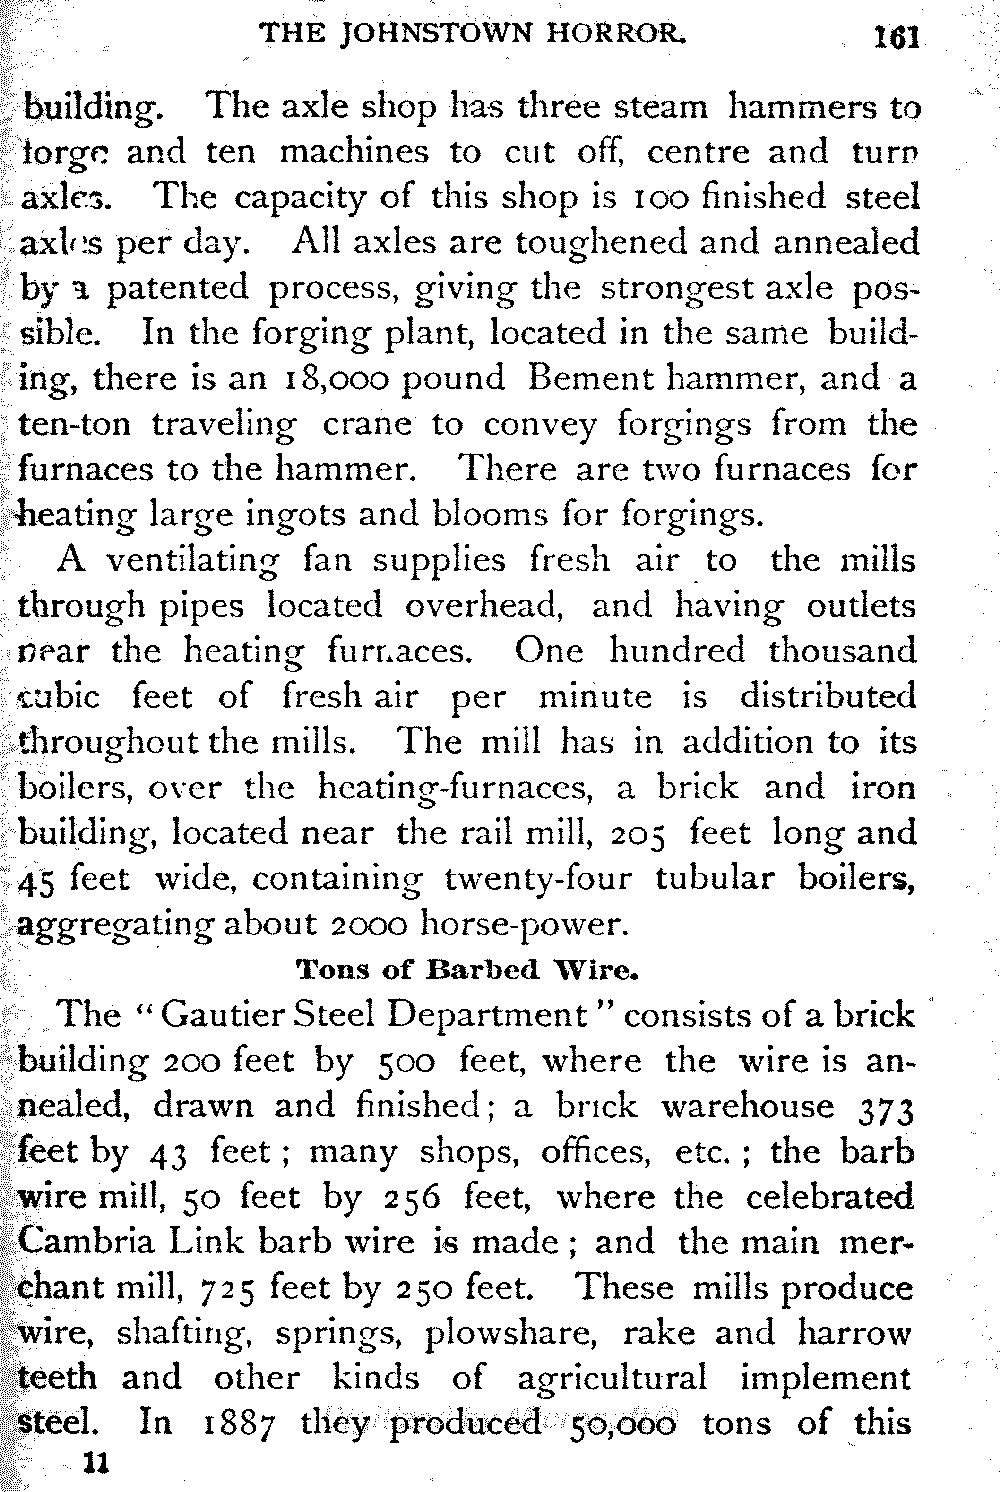 THE JOHNSTOWN HORROR. 161
building. The axle shop has three steam hammers to
forge and ten machines to cut off, centre and turn
axles. The capacity of this shop is 100 finished steel
axles per day. All axles are toughened and annealed
by a patented process, giving the strongest axle pos-
sible. In the forging plant, located in the same build-
ing, there is an 18,000 pound Bement hammer, and a
ten-ton traveling crane to convey forgings from the
furnaces to the hammer. There are two furnaces for
heating large ingots and blooms for forgings.
A ventilating fan supplies fresh air to the mills
through pipes located overhead, and having outlets
near the heating furnaces. One hundred thousand
cubic feet of fresh air per minute is distributed
throughout the mills. The mill has in addition to its
boilers, over the heating-furnaces, a brick and iron
building, located near the rail mill, 205 feet long and
45 feet wide, containing twenty-four tubular boilers,
aggregating about 2000 horse-power.
Tons of Barbed Wire.
The “Gautier Steel Department” consists of a brick
building 200 feet by 500 feet, where the wire is an-
nealed, drawn and finished; a brick warehouse 373
feet by 43 feet; many shops, offices, etc.; the barb
wire mill, 50 feet by 256 feet, where the celebrated
Cambria Link barb wire is made; and the main mer-
chant mill, 725 feet by 250 feet. These mills produce
wire, shafting, springs, plowshare, rake and harrow
teeth and other kinds of agricultural implement
steel. In 1887 they produced 50,000 tons of this
11